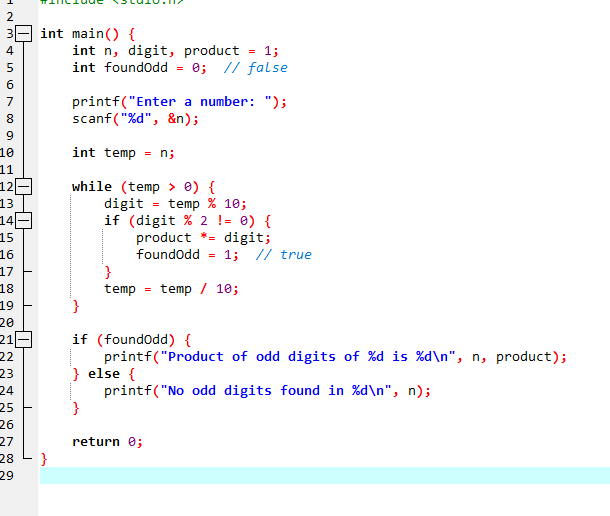 1 #include <stdio.h>
2
3 int main() {
4 int n, digit, product = 1;
5 int foundOdd = 0; // false
6
7 printf("Enter a number: ");
8 scanf("%d", &n);
9
10 int temp = n;
11
12 while (temp > 0) {
13 digit = temp % 10;
14 if (digit % 2 != 0) {
15 product *= digit;
16 foundOdd = 1; // true
17 }
18 temp = temp / 10;
19 }
20
21 if (foundOdd) {
22 printf("Product of odd digits of %d is %d\n", n, product);
23 } else {
24 printf("No odd digits found in %d\n", n);
25 }
26
27 return 0;
28 }
29